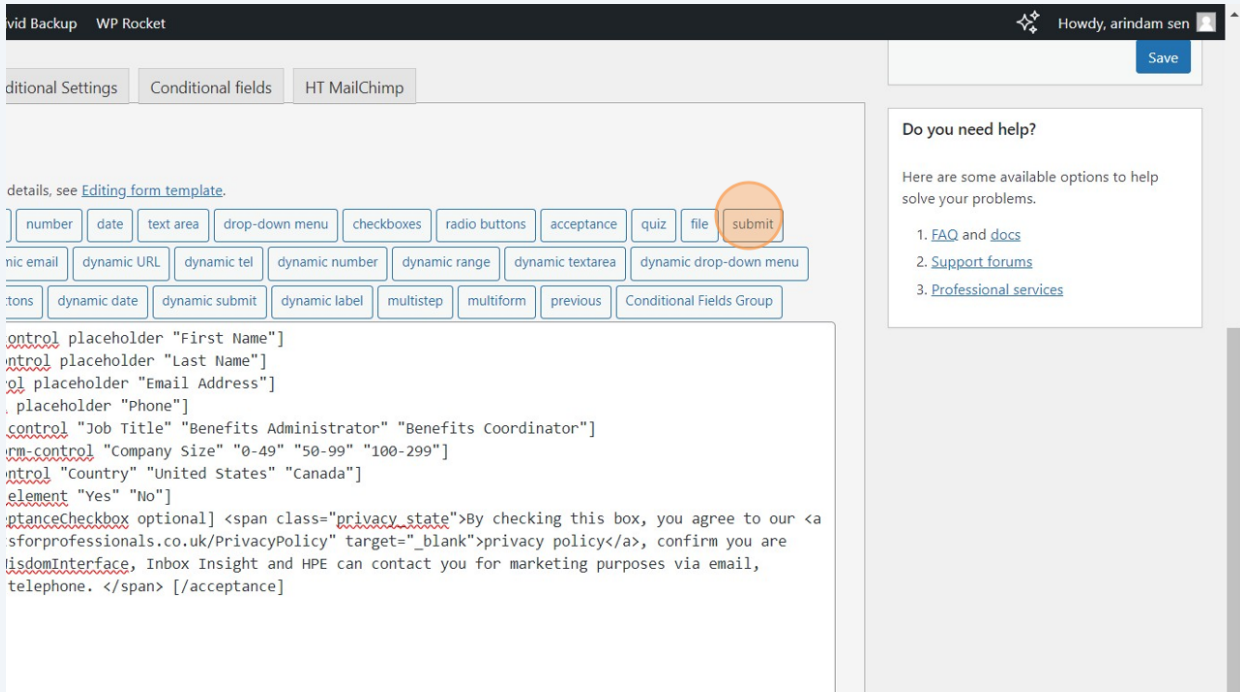 vid Backup WP Rocket Howdy, arindam sen
Save
ditional Settings Conditional fields HT MailChimp
Do you need help?
Here are some available options to help
solve your problems.
1. FAQ and docs
2. Support forums
3. Professional services
details, see Editing form template.
number date text area drop-down menu checkboxes radio buttons acceptance quiz file submit
mic email dynamic URL dynamic tel dynamic number dynamic range dynamic textarea dynamic drop-down menu
ttons dynamic date dynamic submit dynamic label multistep multiform previous Conditional Fields Group
ontrol placeholder "First Name"]
ontrol placeholder "Last Name"]
ol placeholder "Email Address"]
placeholder "Phone"]
control "Job Title" "Benefits Administrator" "Benefits Coordinator"]
orm-control "Company Size" "0-49" "50-99" "100-299"]
ontrol "Country" "United States" "Canada"]
element "Yes" "No"]
eptanceCheckbox optional] <span class="privacy_state">By checking this box, you agree to our <a
tsforprofessionals.co.uk/PrivacyPolicy" target="_blank">privacy policy</a>, confirm you are
WisdomInterface, Inbox Insight and HPE can contact you for marketing purposes via email,
telephone. </span> [/acceptance]